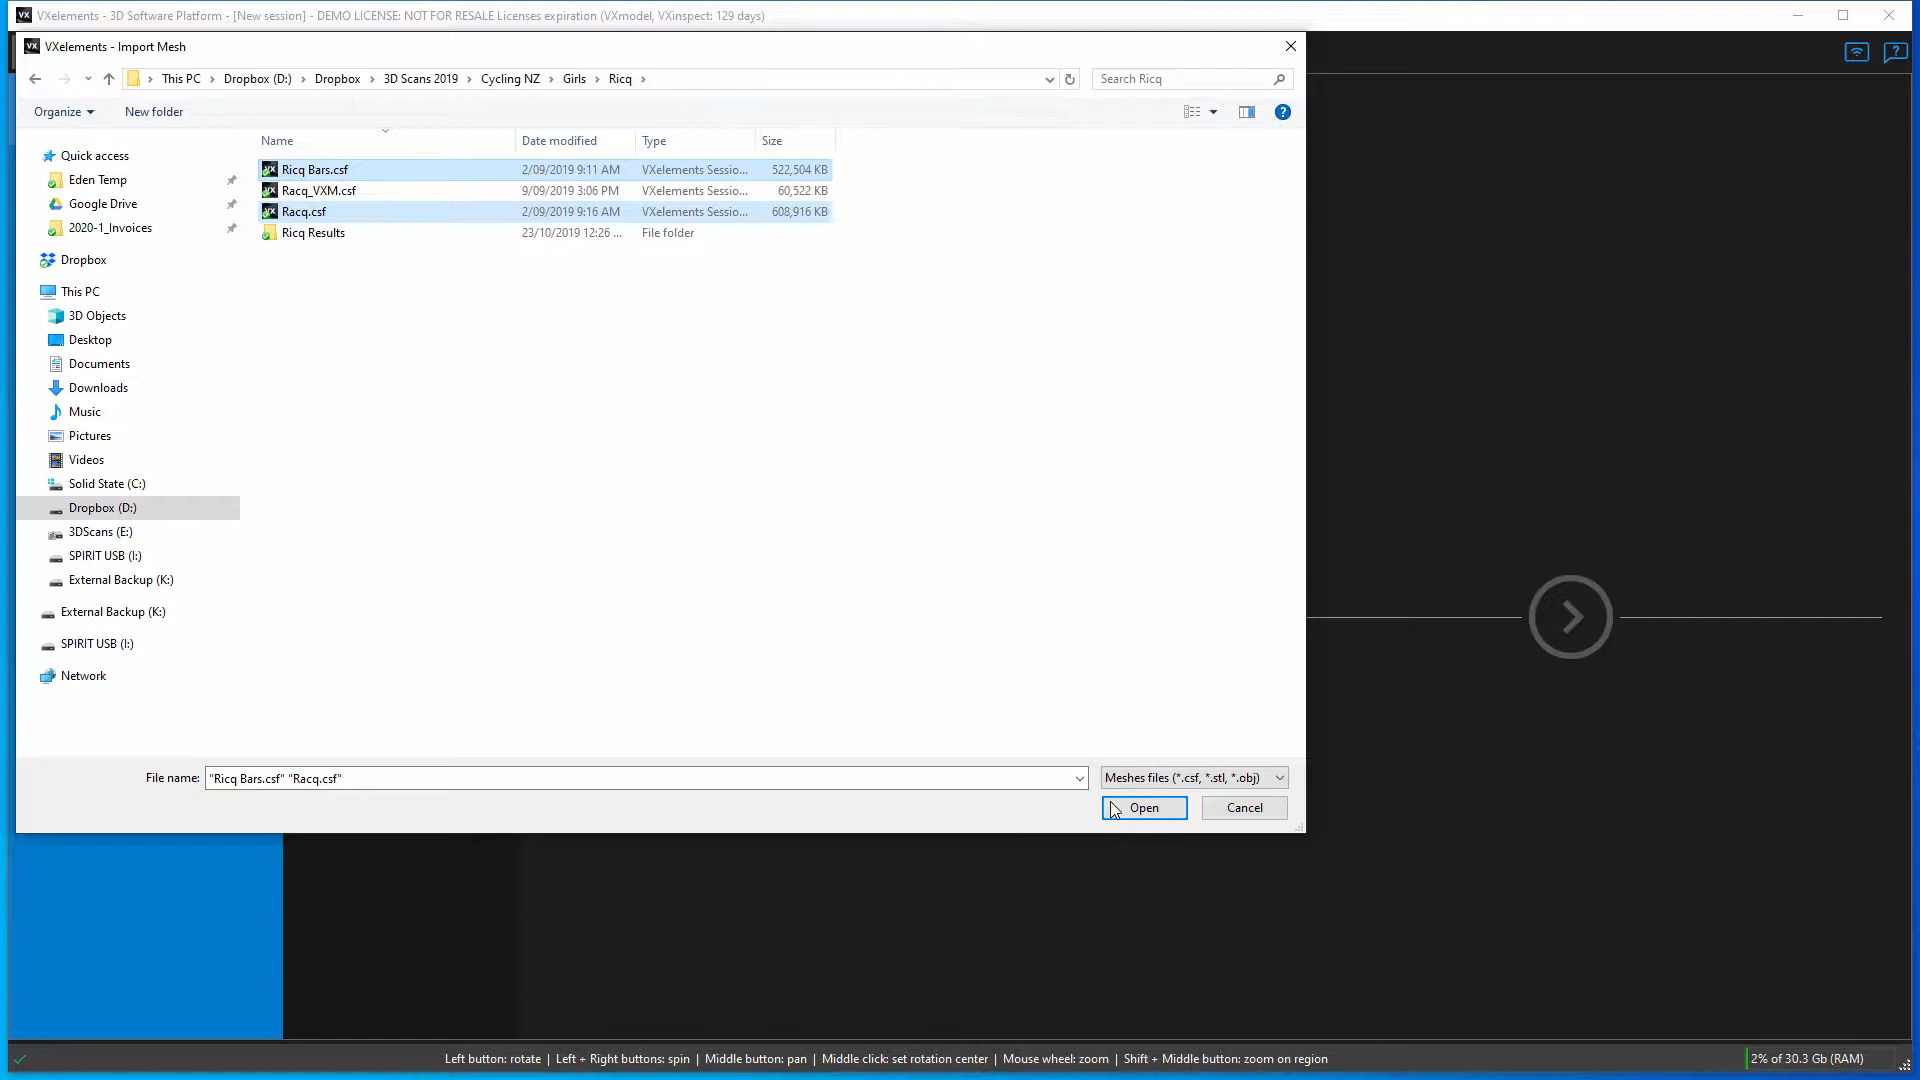 VXelements - 3D Software Platform - [New session] - DEMO LICENSE: NOT FOR RESALE Licenses expiration (VXmodel, VXinspect: 129 days)
VXelements - Import Mesh
This PC > Dropbox (D:) > Dropbox > 3D Scans 2019 > Cycling NZ > Girls > Ricq >
Search Ricq
Organize
New folder
Name Date modified Type Size
Ricq Bars.csf 2/09/2019 9:11 AM VXelements Sessio... 522,504 KB
Racq_VXM.csf 9/09/2019 3:06 PM VXelements Sessio... 60,522 KB
Racq.csf 2/09/2019 9:16 AM VXelements Sessio... 608,916 KB
Ricq Results 23/10/2019 12:26 ... File folder
Quick access
Eden Temp
Google Drive
2020-1_Invoices
Dropbox
This PC
3D Objects
Desktop
Documents
Downloads
Music
Pictures
Videos
Solid State (C:)
Dropbox (D:)
3DScans (E:)
SPIRIT USB (I:)
External Backup (K:)
External Backup (K:)
SPIRIT USB (I:)
Network
File name: "Ricq Bars.csf" "Racq.csf"
Meshes files (*.csf, *.stl, *.obj)
Open
Cancel
Left button: rotate | Left + Right buttons: spin | Middle button: pan | Middle click: set rotation center | Mouse wheel: zoom | Shift + Middle button: zoom on region
2% of 30.3 Gb (RAM)